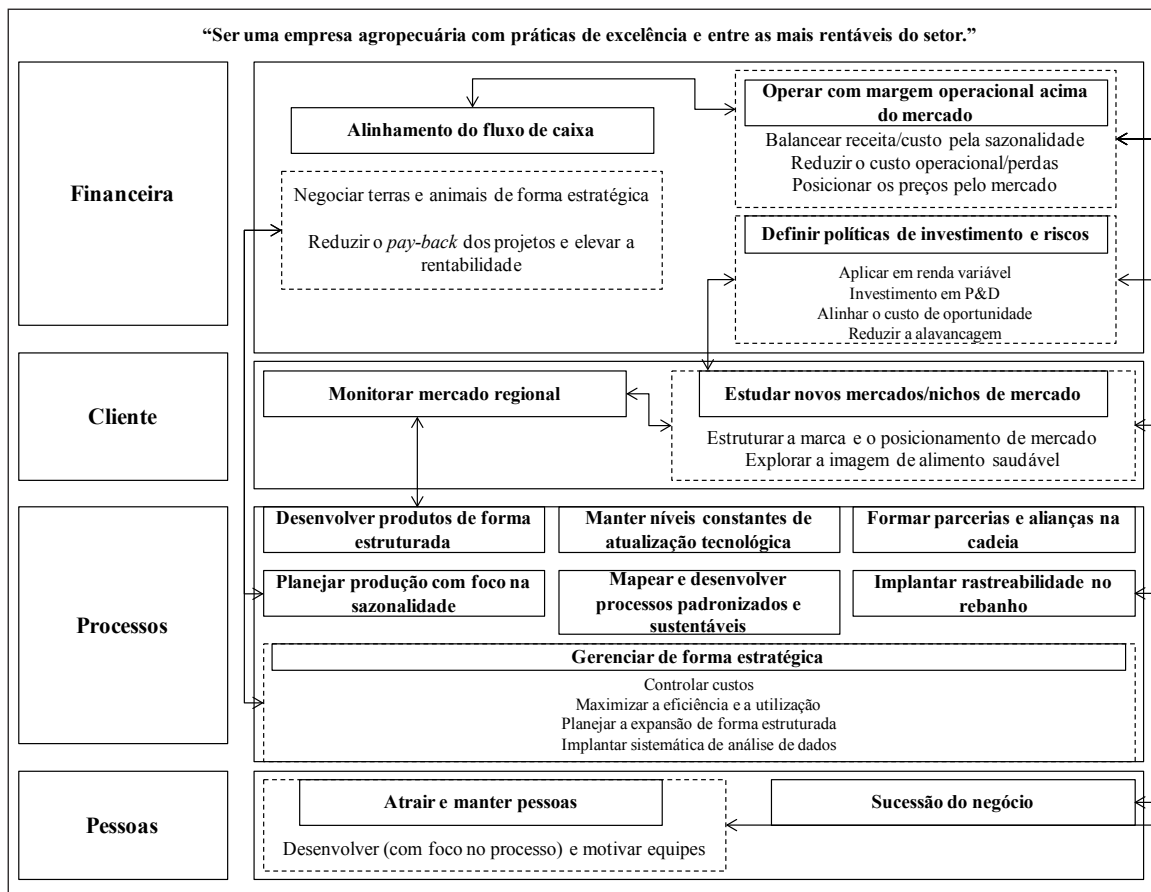 “Ser uma empresa agropecuária com práticas de excelência e entre as mais rentáveis do setor.”
Financeira
Alinhamento do fluxo de caixa
Negociar terras e animais de forma estratégica
Reduzir o pay-back dos projetos e elevar a
rentabilidade
Operar com margem operacional acima
do mercado
Balancear receita/custo pela sazonalidade
Reduzir o custo operacional/perdas
Posicionar os preços pelo mercado
Definir políticas de investimento e riscos
Aplicar em renda variável
Investimento em P&D
Alinhar o custo de oportunidade
Reduzir a alavancagem
Cliente
Monitorar mercado regional
Estudar novos mercados/nichos de mercado
Estruturar a marca e o posicionamento de mercado
Explorar a imagem de alimento saudável
Processos
Desenvolver produtos de forma
estruturada
Manter níveis constantes de
atualização tecnológica
Formar parcerias e alianças na
cadeia
Planejar produção com foco na
sazonalidade
Mapear e desenvolver
processos padronizados e
sustentáveis
Implantar rastreabilidade no
rebanho
Gerenciar de forma estratégica
Controlar custos
Maximizar a eficiência e a utilização
Planejar a expansão de forma estruturada
Implantar sistemática de análise de dados
Pessoas
Atrair e manter pessoas
Desenvolver (com foco no processo) e motivar equipes
Sucessão do negócio